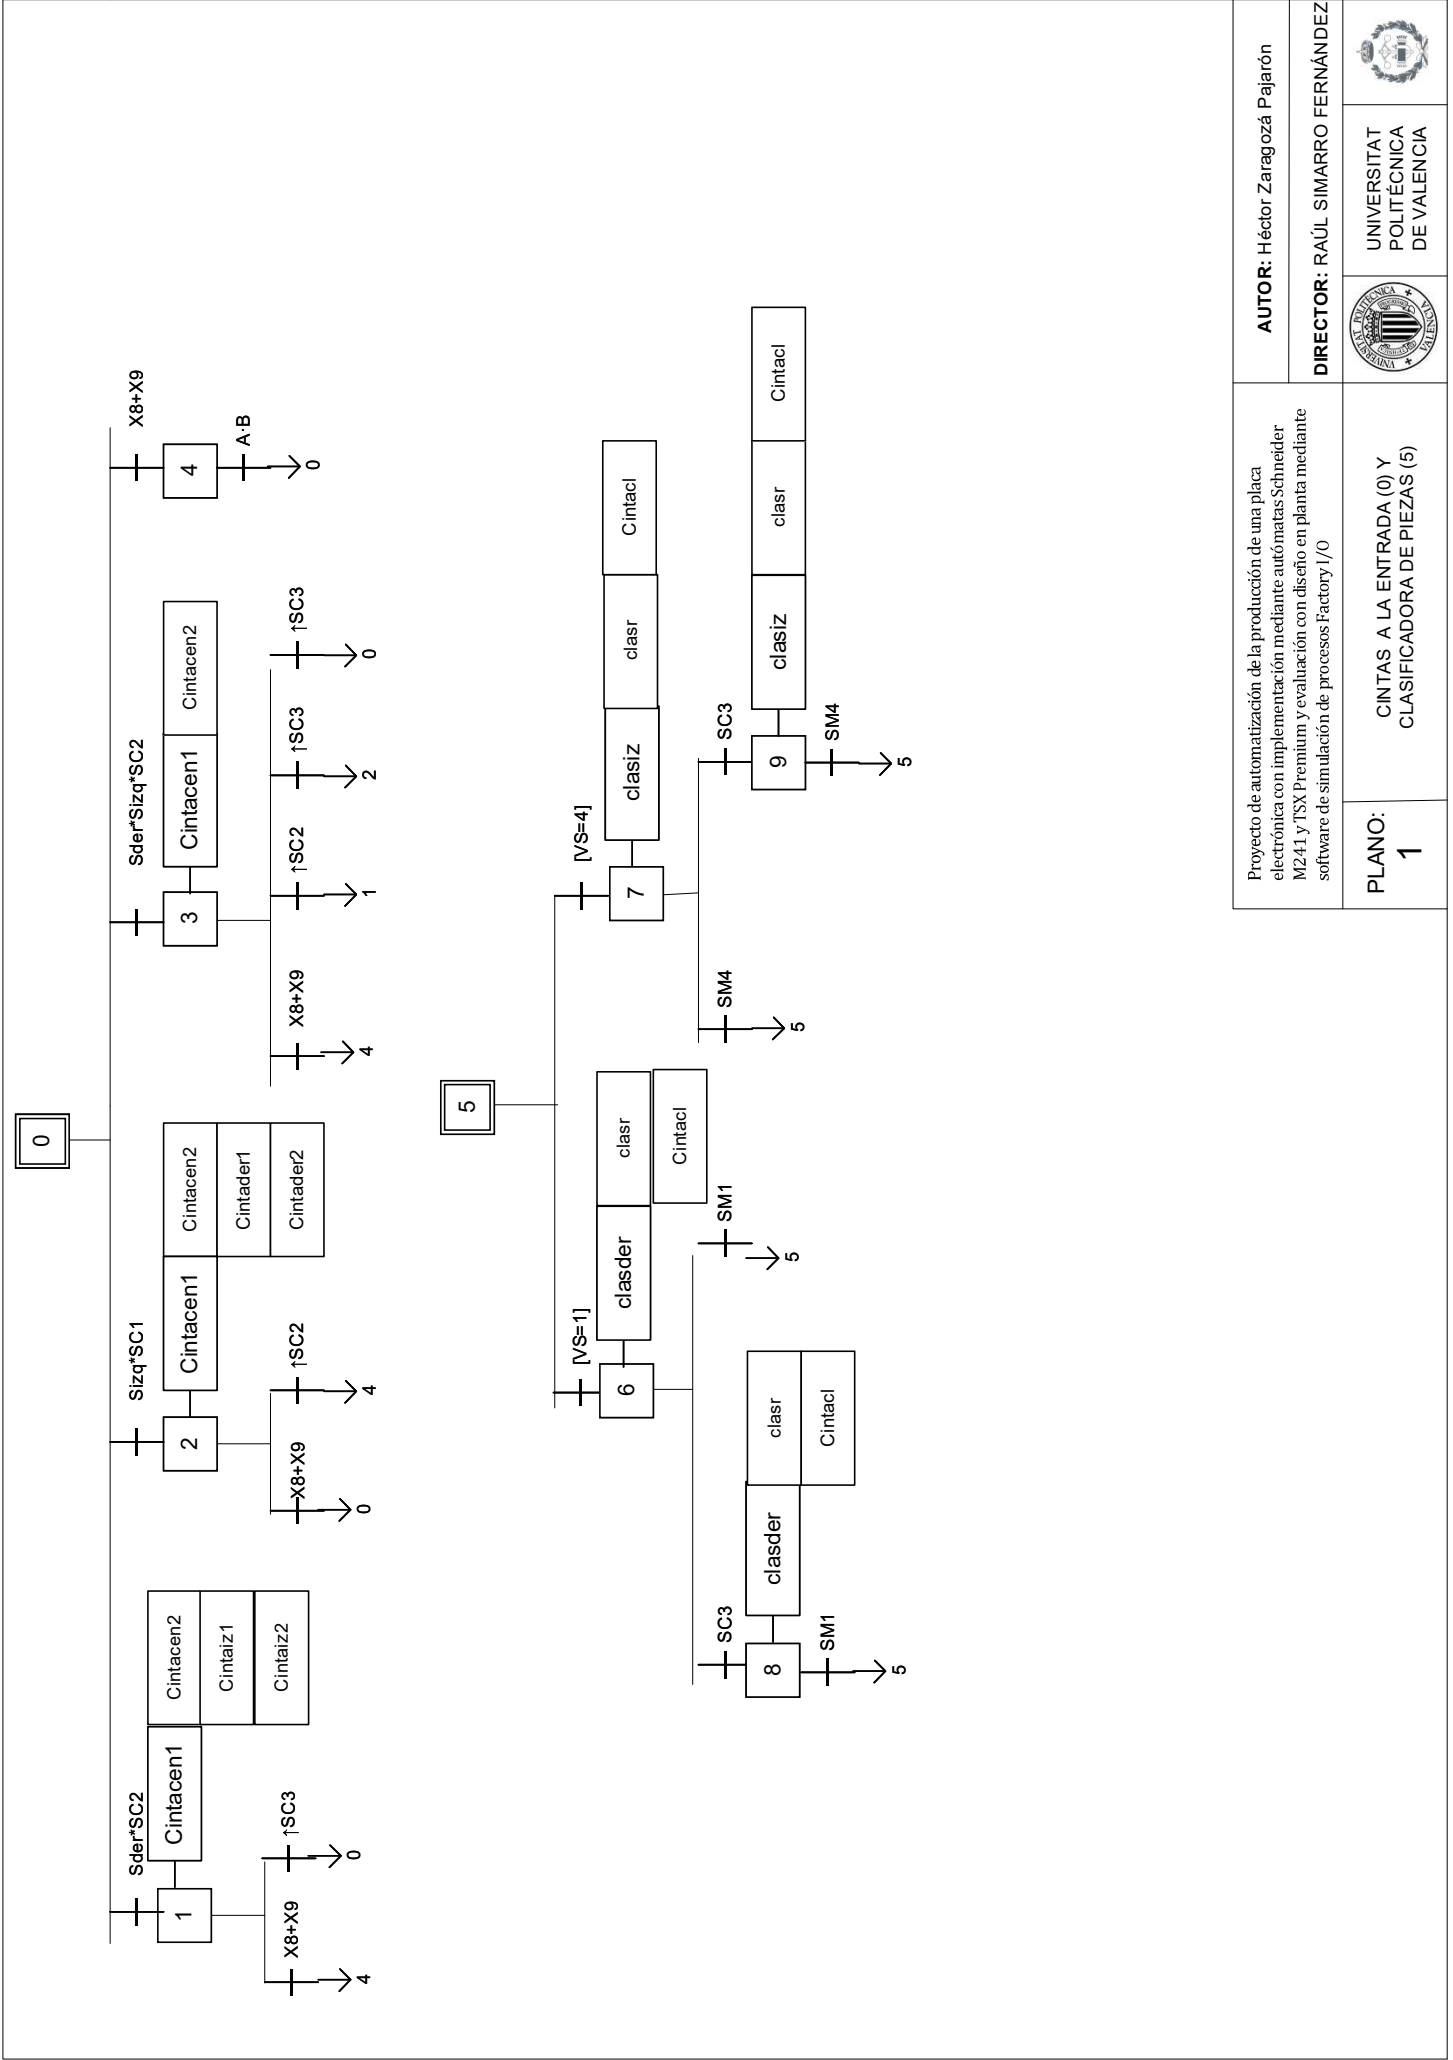 0
Sder*SC2
1
Cintacen1
Cintacen2
Cintaiz1
Cintaiz2
X8+X9
4
↑SC3
0
Sizq*SC1
2
Cintacen1
Cintacen2
Cintader1
Cintader2
X8+X9
0
↑SC2
4
Sder*Sizq*SC2
3
Cintacen1
Cintacen2
X8+X9
4
↑SC2
1
↑SC3
2
↑SC3
0
X8+X9
4
A·B
0
5
[VS=1]
6
clasder
clasr
Cintacl
SC3
8
clasder
clasr
Cintacl
SM1
5
SM1
5
[VS=4]
7
clasiz
clasr
Cintacl
SM4
5
SC3
9
clasiz
clasr
Cintacl
SM4
5
Proyecto de automatización de la producción de una placa
electrónica con implementación mediante autómatas Schneider
M241 y TSX Premium y evaluación con diseño en planta mediante
software de simulación de procesos Factory I/O
AUTOR: Héctor Zaragozá Pajarón
DIRECTOR: RAÚL SIMARRO FERNÁNDEZ
PLANO:
1
CINTAS A LA ENTRADA (0) Y
CLASIFICADORA DE PIEZAS (5)
UNIVERSITAT POLITECNICA
VALENCIA
UNIVERSITAT
POLITÉCNICA
DE VALENCIA